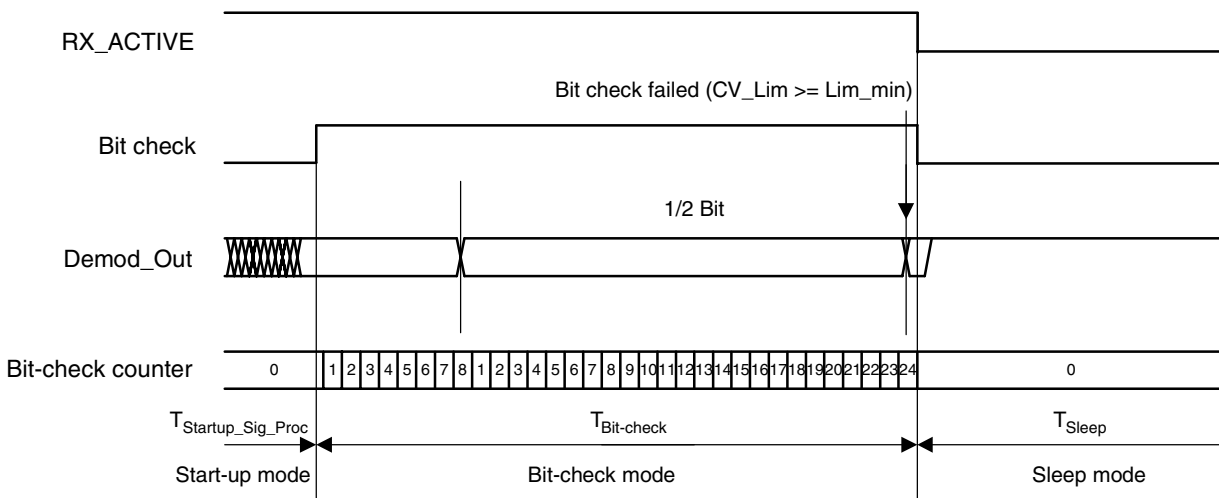 RX_ACTIVE
Bit check failed (CV_Lim >= Lim_min)
Bit check
1/2 Bit
Demod_Out
Bit-check counter 0 1 2 3 4 5 6 7 8 1 2 3 4 5 6 7 8 9 10 11 12 13 14 15 16 17 18 19 20 21 22 23 24 0
TStartup_Sig_Proc TBit-check TSleep
Start-up mode Bit-check mode Sleep mode